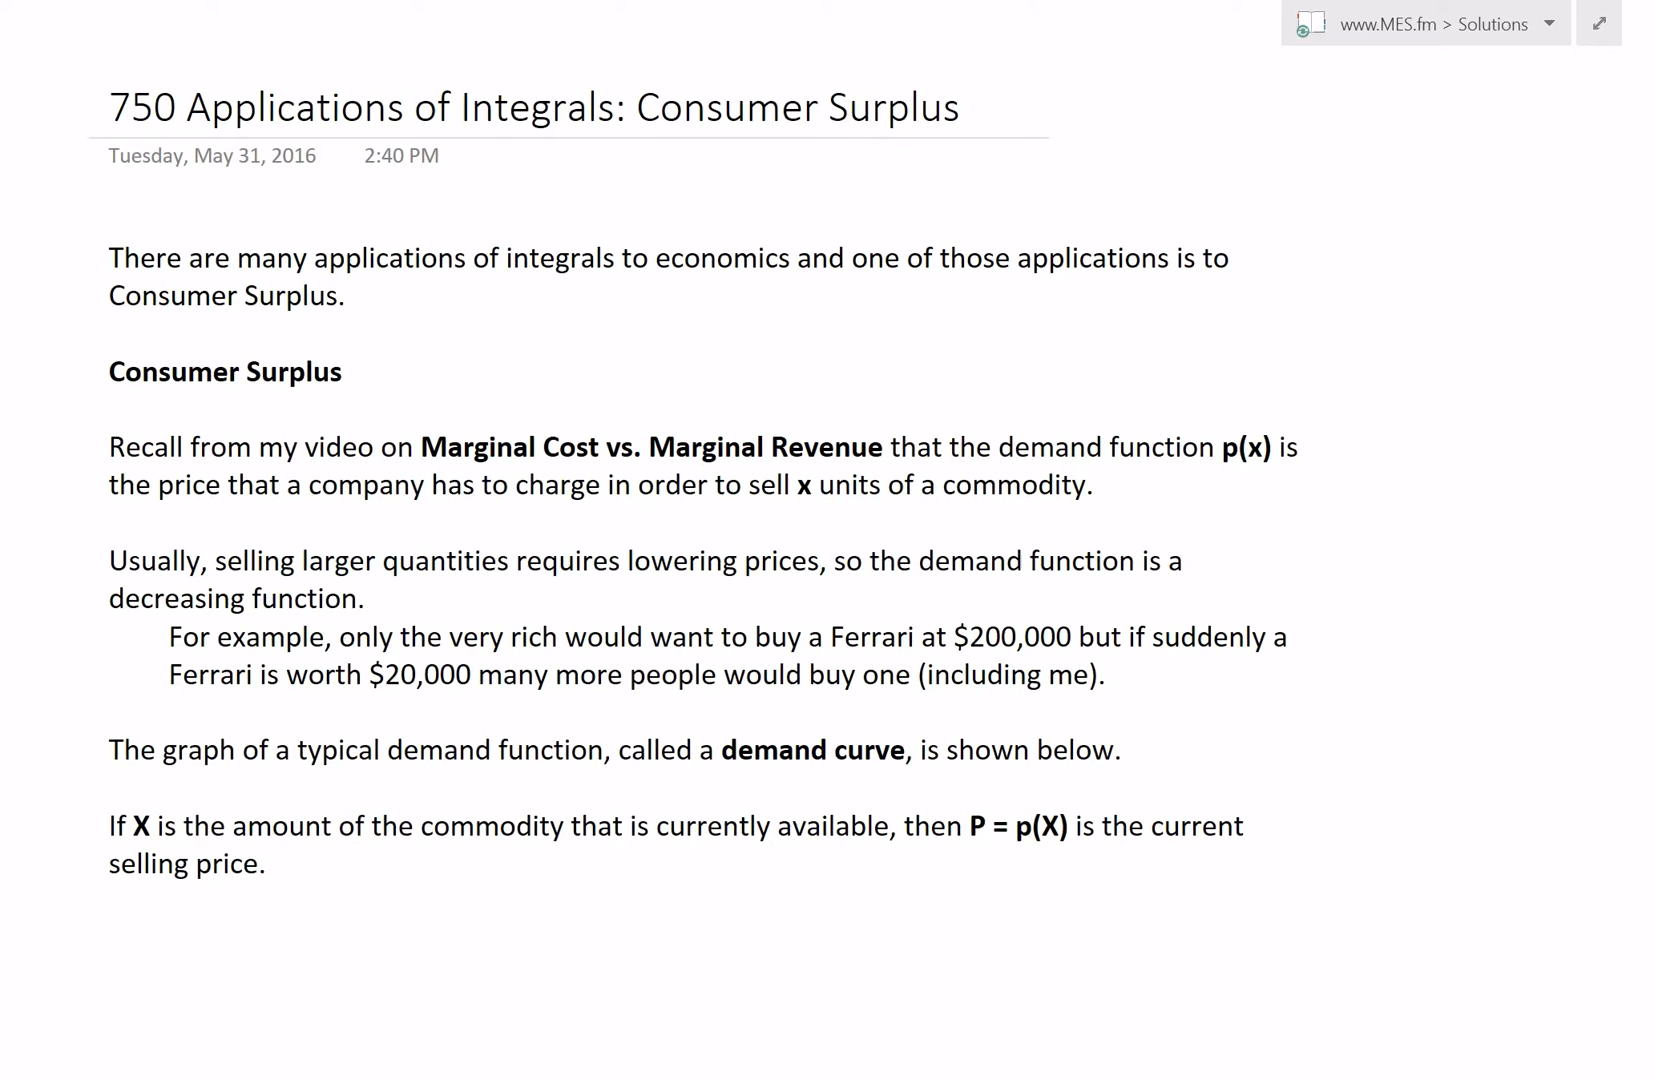 www.MES.fm > Solutions
750 Applications of Integrals: Consumer Surplus
Tuesday, May 31, 2016 2:40 PM
There are many applications of integrals to economics and one of those applications is to
Consumer Surplus.
Consumer Surplus
Recall from my video on Marginal Cost vs. Marginal Revenue that the demand function p(x) is
the price that a company has to charge in order to sell x units of a commodity.
Usually, selling larger quantities requires lowering prices, so the demand function is a
decreasing function.
For example, only the very rich would want to buy a Ferrari at $200,000 but if suddenly a
Ferrari is worth $20,000 many more people would buy one (including me).
The graph of a typical demand function, called a demand curve, is shown below.
If X is the amount of the commodity that is currently available, then P = p(X) is the current
selling price.